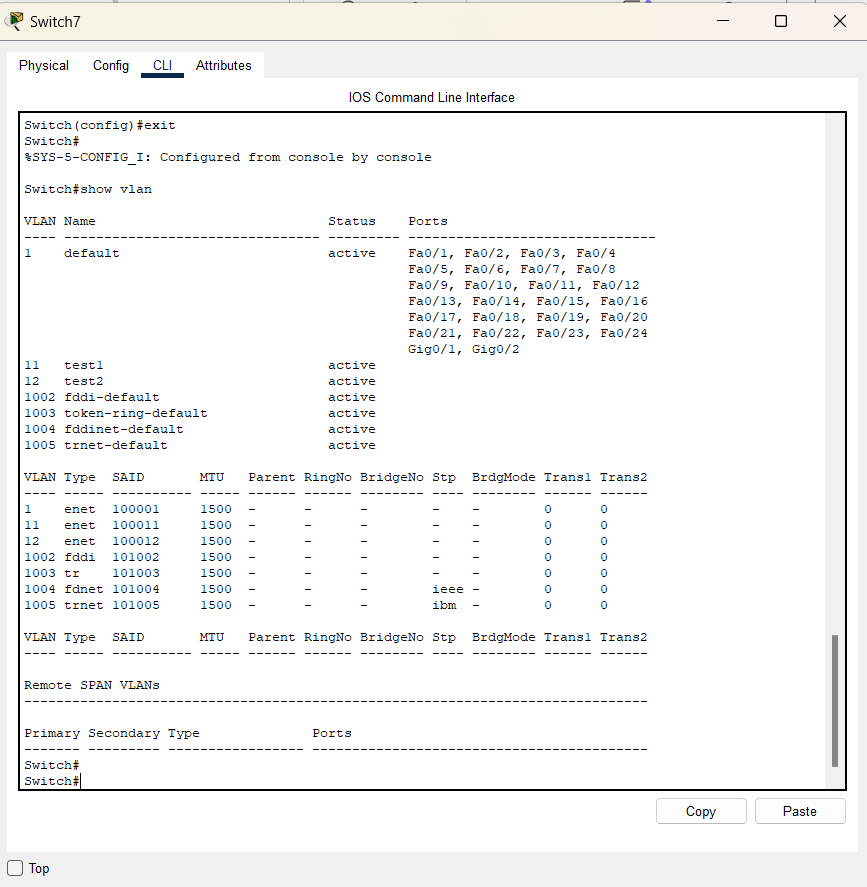 Switch7
Physical Config CLI Attributes
IOS Command Line Interface
Switch(config)#exit
Switch#
%SYS-5-CONFIG_I: Configured from console by console
Switch#show vlan
VLAN Name                             Status    Ports
---- -------------------------------- --------- -------------------------------
1    default                          active    Fa0/1, Fa0/2, Fa0/3, Fa0/4
                                                Fa0/5, Fa0/6, Fa0/7, Fa0/8
                                                Fa0/9, Fa0/10, Fa0/11, Fa0/12
                                                Fa0/13, Fa0/14, Fa0/15, Fa0/16
                                                Fa0/17, Fa0/18, Fa0/19, Fa0/20
                                                Fa0/21, Fa0/22, Fa0/23, Fa0/24
                                                Gig0/1, Gig0/2
11   test1                            active
12   test2                            active
1002 fddi-default                     active
1003 token-ring-default               active
1004 fddinet-default                  active
1005 trnet-default                    active
VLAN Type  SAID       MTU   Parent RingNo BridgeNo Stp  BrdgMode Trans1 Trans2
---- ----- ---------- ----- ------ ------ -------- ---- -------- ------ ------
1    enet  100001     1500  -      -      -        -    -        0      0
11   enet  100011     1500  -      -      -        -    -        0      0
12   enet  100012     1500  -      -      -        -    -        0      0
1002 fddi  101002     1500  -      -      -        -    -        0      0
1003 tr    101003     1500  -      -      -        -    -        0      0
1004 fdnet 101004     1500  -      -      -        ieee -        0      0
1005 trnet 101005     1500  -      -      -        ibm  -        0      0
VLAN Type  SAID       MTU   Parent RingNo BridgeNo Stp  BrdgMode Trans1 Trans2
---- ----- ---------- ----- ------ ------ -------- ---- -------- ------ ------
Remote SPAN VLANs
------------------------------------------------------------------------------
Primary Secondary Type              Ports
------- --------- ----------------- ------------------------------------------
Switch#
Switch#
Copy Paste
Top